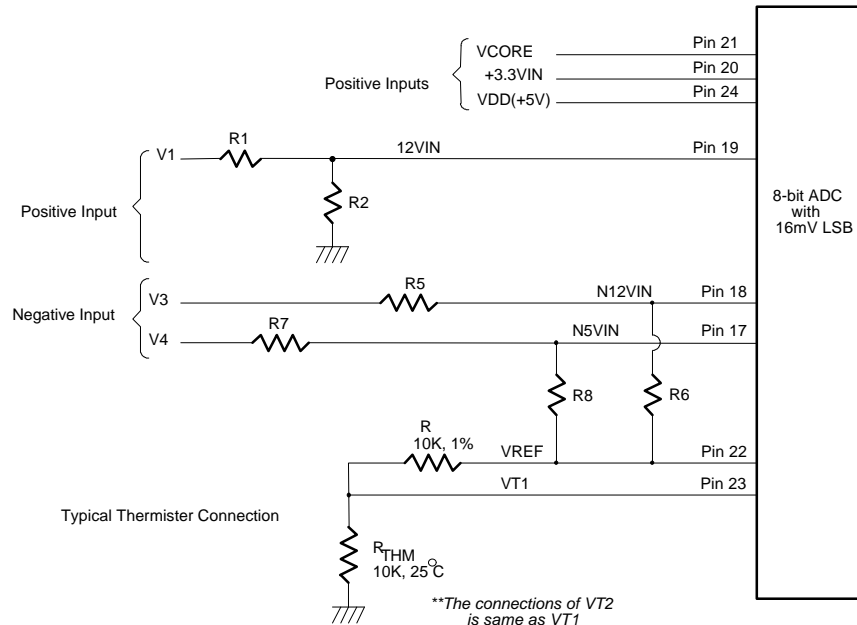 Positive Inputs
VCORE
+3.3VIN
VDD(+5V)
Pin 21
Pin 20
Pin 24
Positive Input
V1
R1
R2
12VIN
Pin 19
8-bit ADC
with
16mV LSB
Negative Input
V3
R5
N12VIN
Pin 18
V4
R7
N5VIN
Pin 17
R8
R6
R
10K, 1%
VREF
Pin 22
VT1
Pin 23
Typical Thermister Connection
RTHM
10K, 25°C
**The connections of VT2
is same as VT1